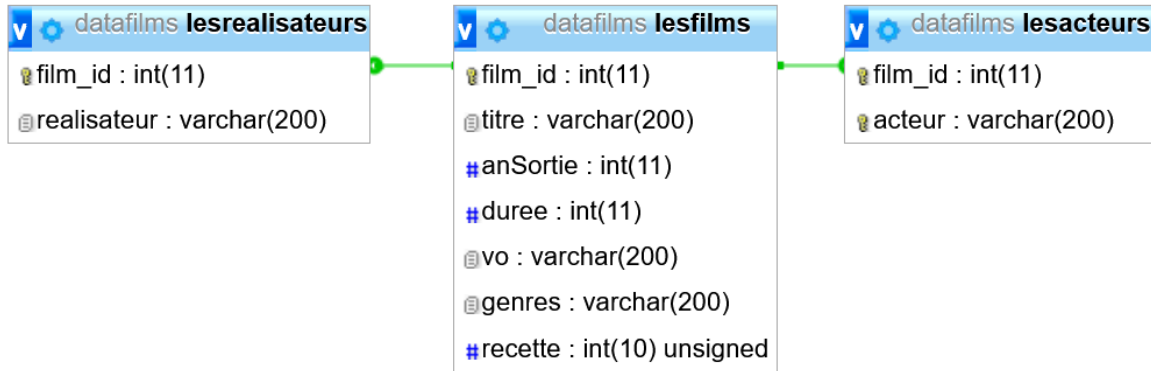 v datafilms lesrealisateurs
film_id : int(11)
realisateur : varchar(200)
v datafilms lesfilms
film_id : int(11)
titre : varchar(200)
#anSortie : int(11)
#duree : int(11)
vo : varchar(200)
genres : varchar(200)
#recette : int(10) unsigned
v datafilms lesacteurs
film_id : int(11)
acteur : varchar(200)